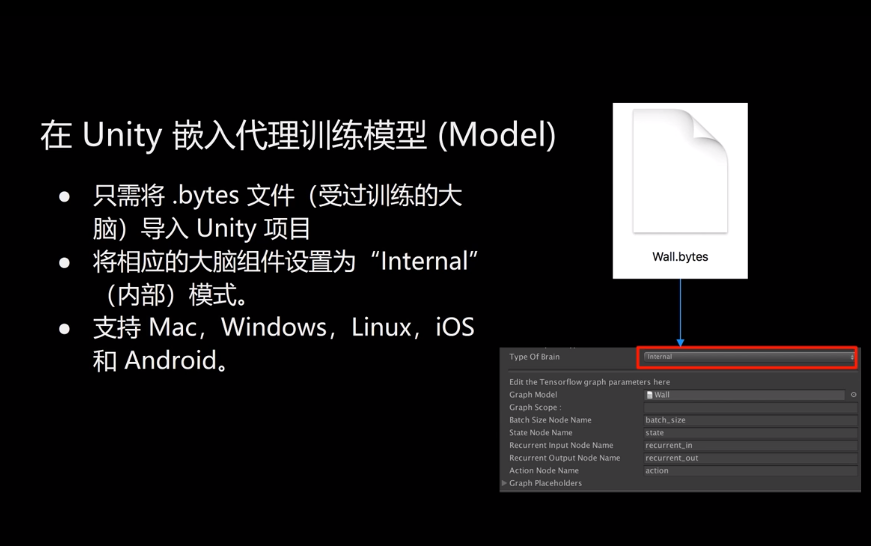 在 Unity 嵌入代理训练模型 (Model)
● 只需将 .bytes 文件（受过训练的大
脑）导入 Unity 项目
● 将相应的大脑组件设置为“Internal”
（内部）模式。
● 支持 Mac，Windows，Linux，iOS
和 Android。
Wall.bytes
Type Of Brain Internal
Edit the Tensorflow graph parameters here
Graph Model Wall
Graph Scope :
Batch Size Node Name batch_size
State Node Name state
Recurrent Input Node Name recurrent_in
Recurrent Output Node Name recurrent_out
Action Node Name action
Graph Placeholders